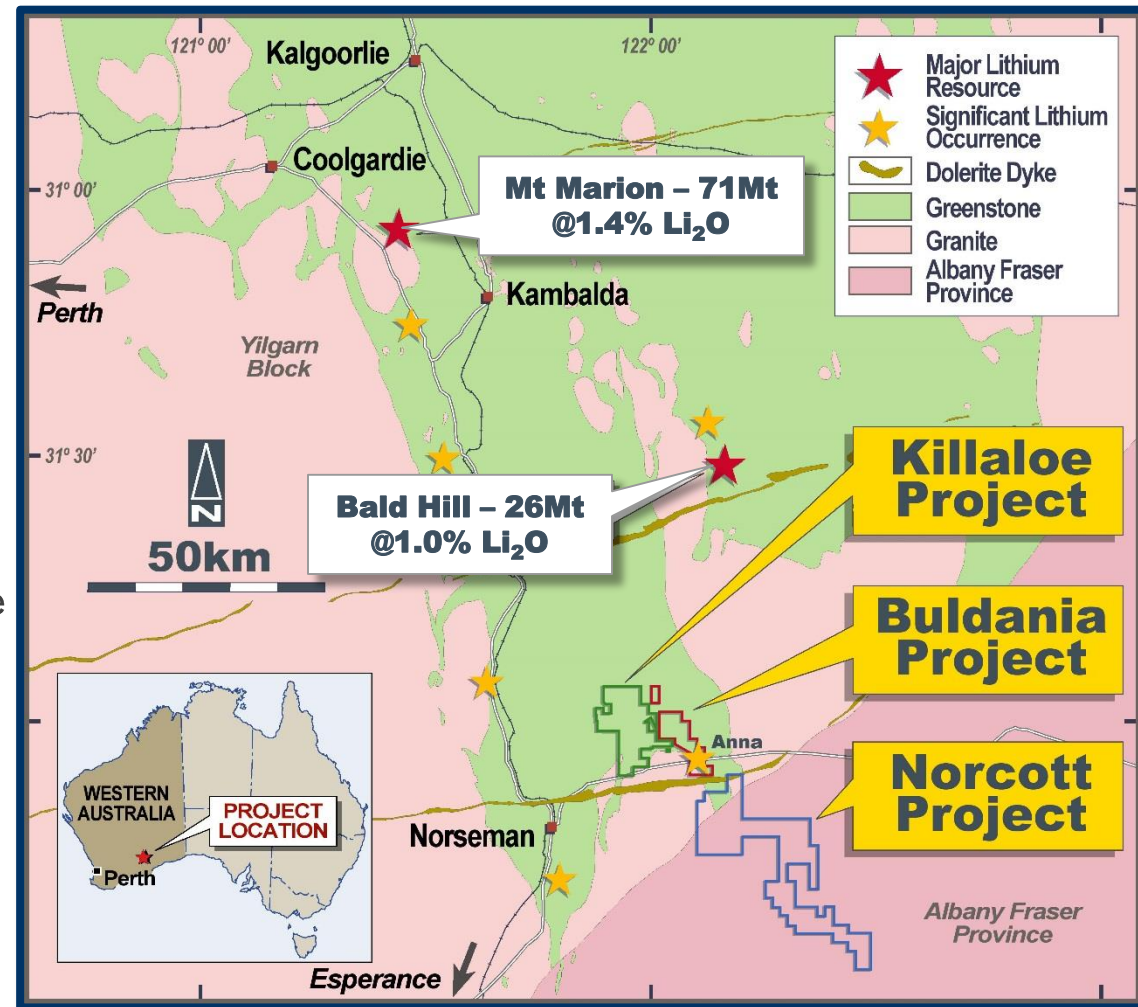 121° 00'
122° 00'
Kalgoorlie
Major Lithium
Resource
Significant Lithium
Occurrence
Dolerite Dyke
Greenstone
Granite
Albany Fraser
Province
Coolgardie
31° 00'
Mt Marion – 71Mt
@1.4% Li₂O
Perth
Kambalda
Yilgarn
Block
31° 30'
Killaloe
Project
Bald Hill – 26Mt
@1.0% Li₂O
N
50km
e
Buldania
Project
Anna
Norcott
Project
WESTERN
AUSTRALIA
PROJECT
LOCATION
Perth
Norseman
Albany Fraser
Province
Esperance